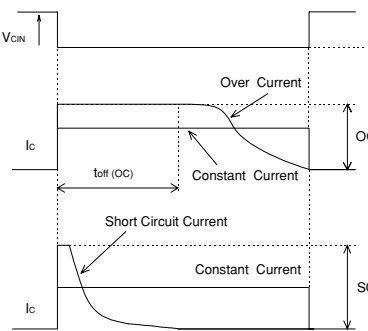 VCIN
Over Current
IC
OC
toff (OC)
Constant Current
Short Circuit Current
Constant Current
IC
SC